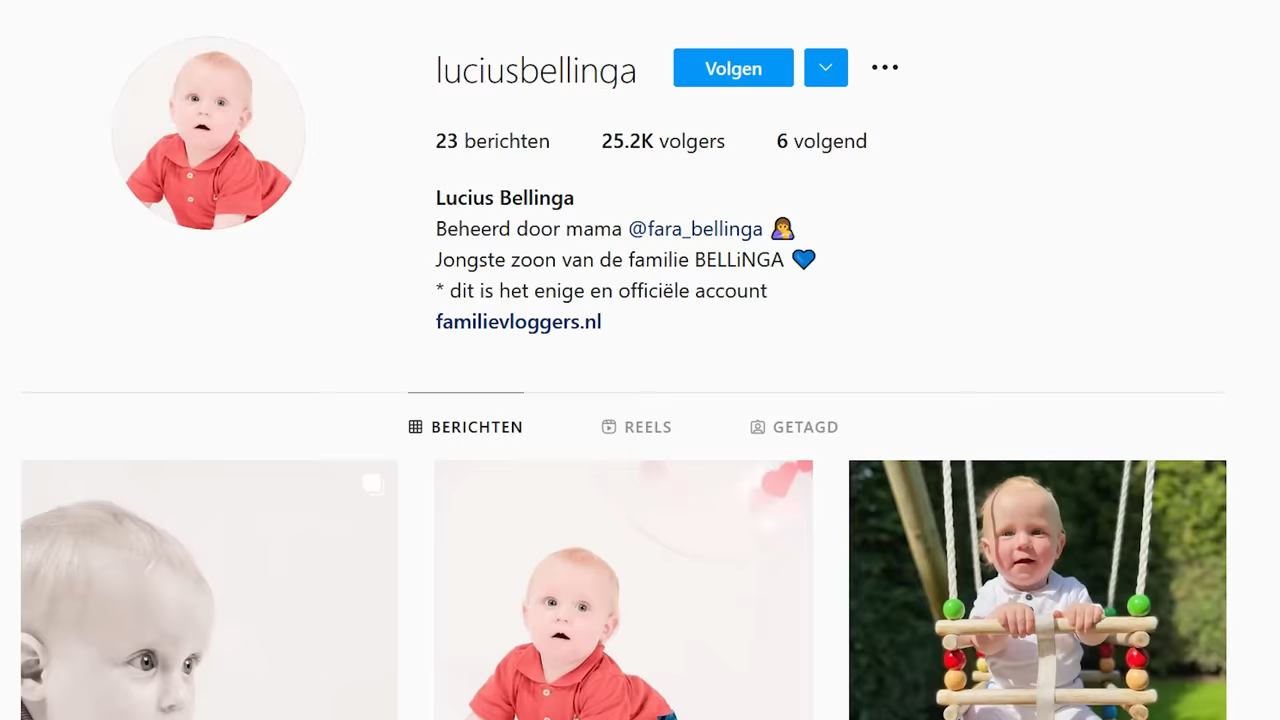 luciusbellinga Volgen
23 berichten 25.2K volgers 6 volgend
Lucius Bellinga
Beheerd door mama @fara_bellinga 🤱
Jongste zoon van de familie BELLiNGA 💙
* dit is het enige en officiële account
familievloggers.nl
BERICHTEN REELS GETAGD